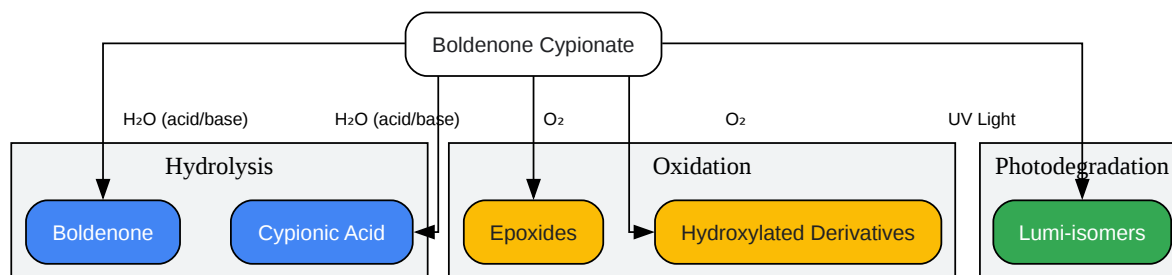 Boldenone Cypionate
H₂O (acid/base)
H₂O (acid/base)
O₂
O₂
UV Light
Hydrolysis
Oxidation
Photodegradation
Boldenone
Cypionic Acid
Epoxides
Hydroxylated Derivatives
Lumi-isomers